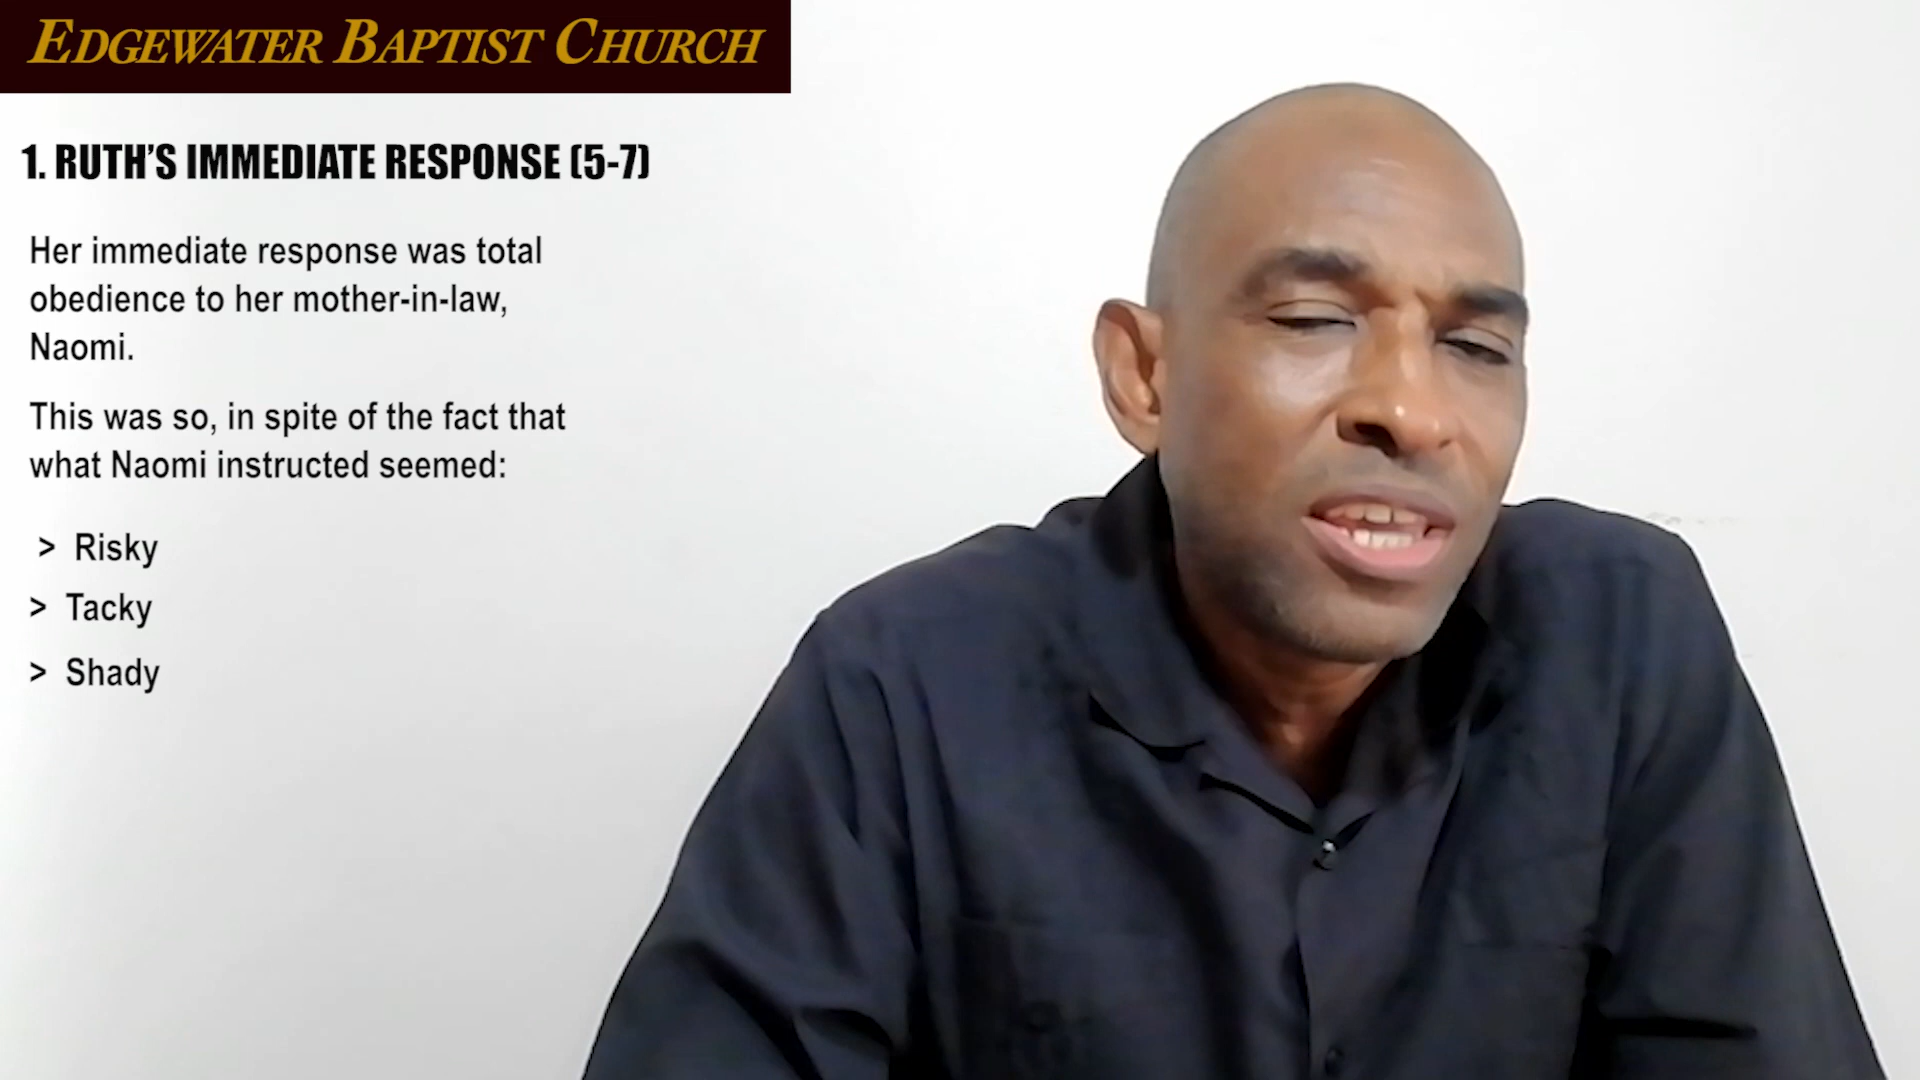 EDGEWATER BAPTIST CHURCH
1. RUTH'S IMMEDIATE RESPONSE (5-7)
Her immediate response was total
obedience to her mother-in-law,
Naomi.
This was so, in spite of the fact that
what Naomi instructed seemed:
> Risky
> Tacky
> Shady